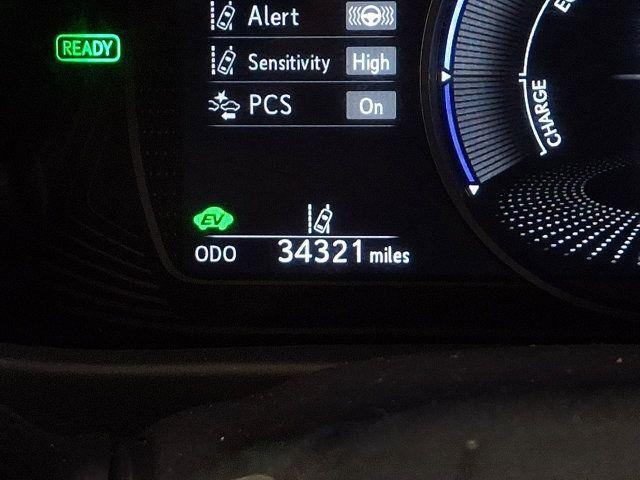 READY
Alert
Sensitivity High
PCS On
EV
ODO 34321 miles
CHARGE